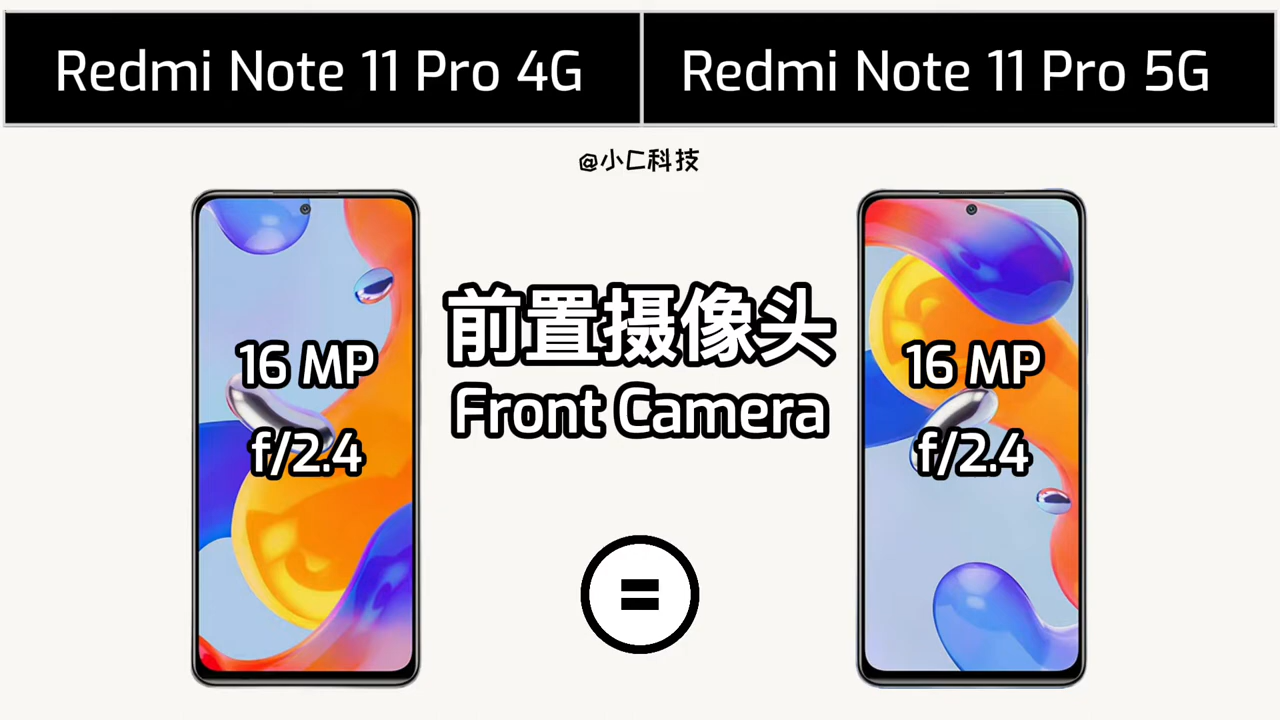 Redmi Note 11 Pro 4G
Redmi Note 11 Pro 5G
@小C科技
前置摄像头
Front Camera
16 MP
f/2.4
16 MP
f/2.4
=